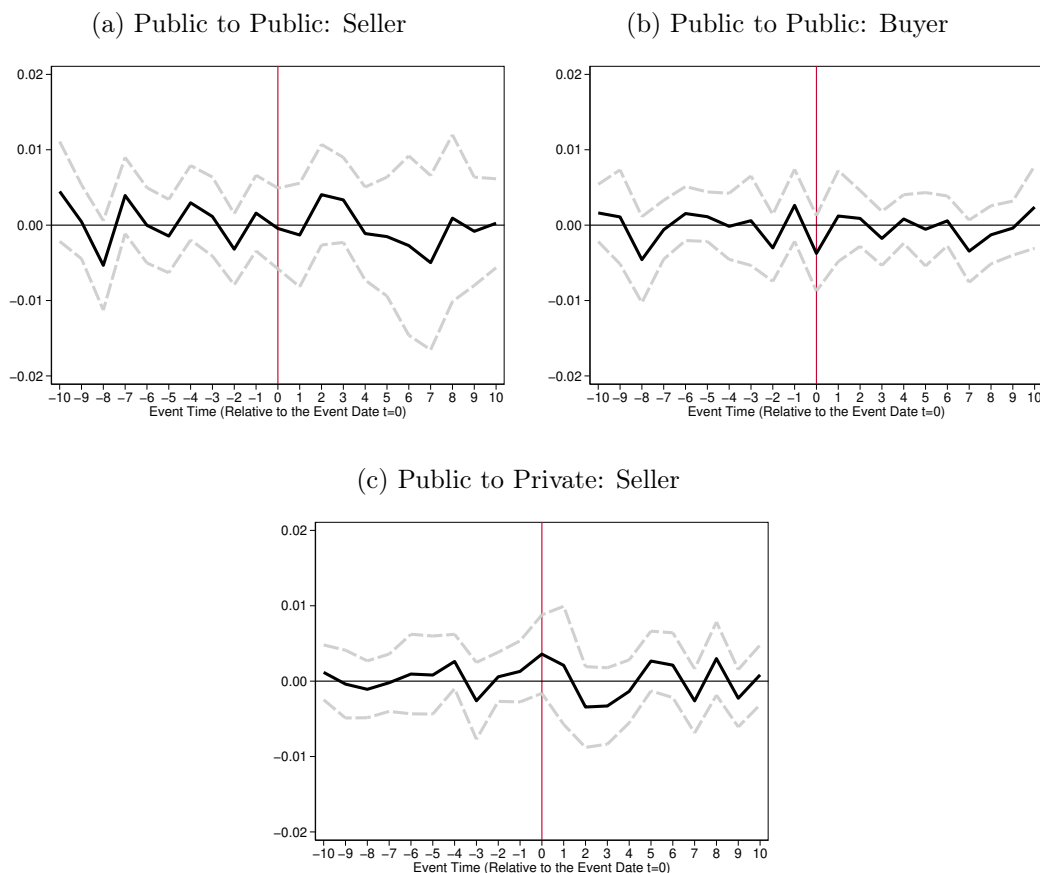 (a) Public to Public: Seller
(b) Public to Public: Buyer
0.02
0.01
0.00
−0.01
−0.02
−10 −9 −8 −7 −6 −5 −4 −3 −2 −1 0 1 2 3 4 5 6 7 8 9 10
Event Time (Relative to the Event Date t=0)
0.02
0.01
0.00
−0.01
−0.02
−10 −9 −8 −7 −6 −5 −4 −3 −2 −1 0 1 2 3 4 5 6 7 8 9 10
Event Time (Relative to the Event Date t=0)
(c) Public to Private: Seller
0.02
0.01
0.00
−0.01
−0.02
−10 −9 −8 −7 −6 −5 −4 −3 −2 −1 0 1 2 3 4 5 6 7 8 9 10
Event Time (Relative to the Event Date t=0)